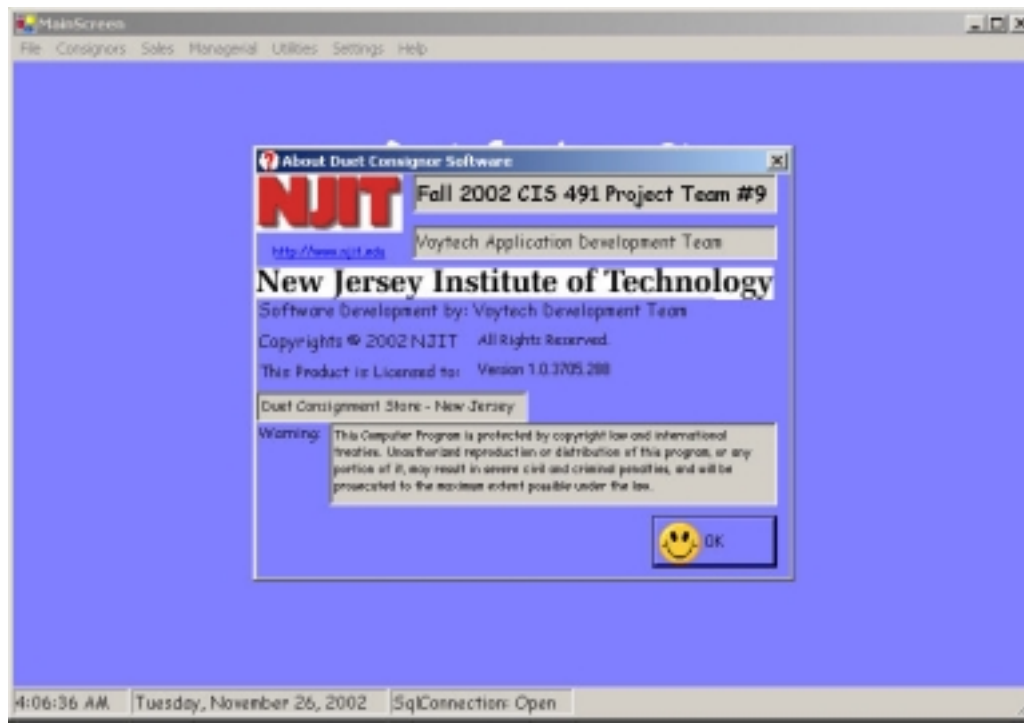 MainScreen
File Consignors Sales Managerial Utilities Settings Help
About Duet Consignor Software
NJIT
Fall 2002 CIS 491 Project Team #9
http://www.njit.edu
Voytech Application Development Team
New Jersey Institute of Technology
Software Development by: Voytech Development Team
Copyrights © 2002 NJIT All Rights Reserved.
This Product is Licensed to: Version 1.0.3705.288
Duet Consignment Store - New Jersey
Warning: This Computer Program is protected by copyright law and international
treaties. Unauthorized reproduction or distribution of this program, or any
portion of it, may result in severe civil and criminal penalties, and will be
prosecuted to the maximum extent possible under the law.
OK
4:06:36 AM Tuesday, November 26, 2002 SqlConnection: Open